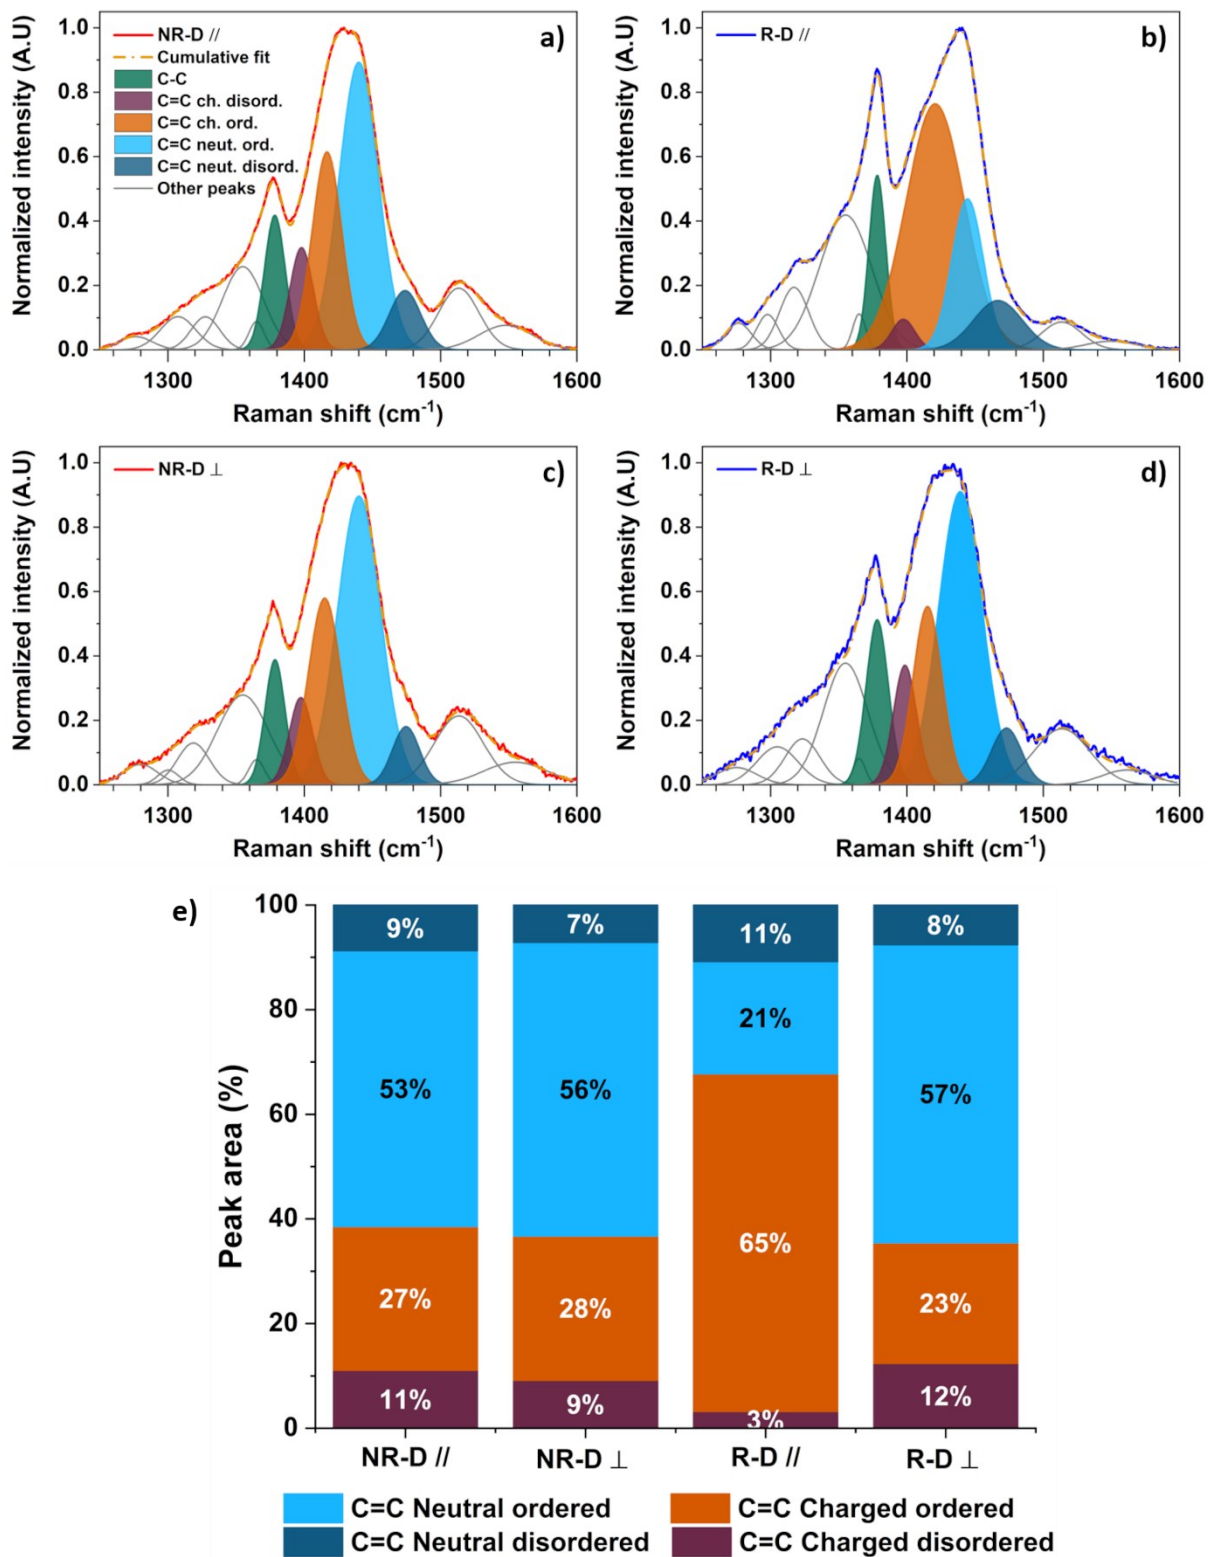 a)
NR-D //
Cumulative fit
C-C
C=C ch. disord.
C=C ch. ord.
C=C neut. ord.
C=C neut. disord.
Other peaks
Normalized intensity (A.U)
1.0
0.8
0.6
0.4
0.2
0.0
1300 1400 1500 1600
Raman shift (cm⁻¹)
b)
R-D //
Normalized intensity (A.U)
1.0
0.8
0.6
0.4
0.2
0.0
1300 1400 1500 1600
Raman shift (cm⁻¹)
c)
NR-D ⊥
Normalized intensity (A.U)
1.0
0.8
0.6
0.4
0.2
0.0
1300 1400 1500 1600
Raman shift (cm⁻¹)
d)
R-D ⊥
Normalized intensity (A.U)
1.0
0.8
0.6
0.4
0.2
0.0
1300 1400 1500 1600
Raman shift (cm⁻¹)
e)
Peak area (%)
100
80
60
40
20
0
9% 7% 11% 8%
53% 56% 21% 57%
27% 28% 65% 23%
11% 9% 3% 12%
NR-D // NR-D ⊥ R-D // R-D ⊥
C=C Neutral ordered C=C Charged ordered
C=C Neutral disordered C=C Charged disordered